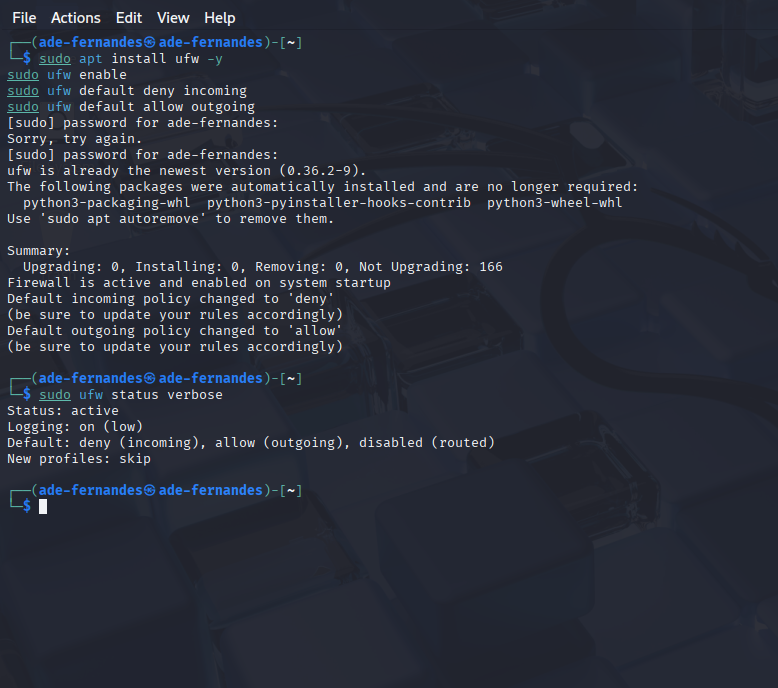 File Actions Edit View Help
┌──(ade-fernandes㉿ade-fernandes)-[~]
└─$ sudo apt install ufw -y
sudo ufw enable
sudo ufw default deny incoming
sudo ufw default allow outgoing
[sudo] password for ade-fernandes:
Sorry, try again.
[sudo] password for ade-fernandes:
ufw is already the newest version (0.36.2-9).
The following packages were automatically installed and are no longer required:
  python3-packaging-whl  python3-pyinstaller-hooks-contrib  python3-wheel-whl
Use 'sudo apt autoremove' to remove them.

Summary:
  Upgrading: 0, Installing: 0, Removing: 0, Not Upgrading: 166
Firewall is active and enabled on system startup
Default incoming policy changed to 'deny'
(be sure to update your rules accordingly)
Default outgoing policy changed to 'allow'
(be sure to update your rules accordingly)

┌──(ade-fernandes㉿ade-fernandes)-[~]
└─$ sudo ufw status verbose
Status: active
Logging: on (low)
Default: deny (incoming), allow (outgoing), disabled (routed)
New profiles: skip

┌──(ade-fernandes㉿ade-fernandes)-[~]
└─$